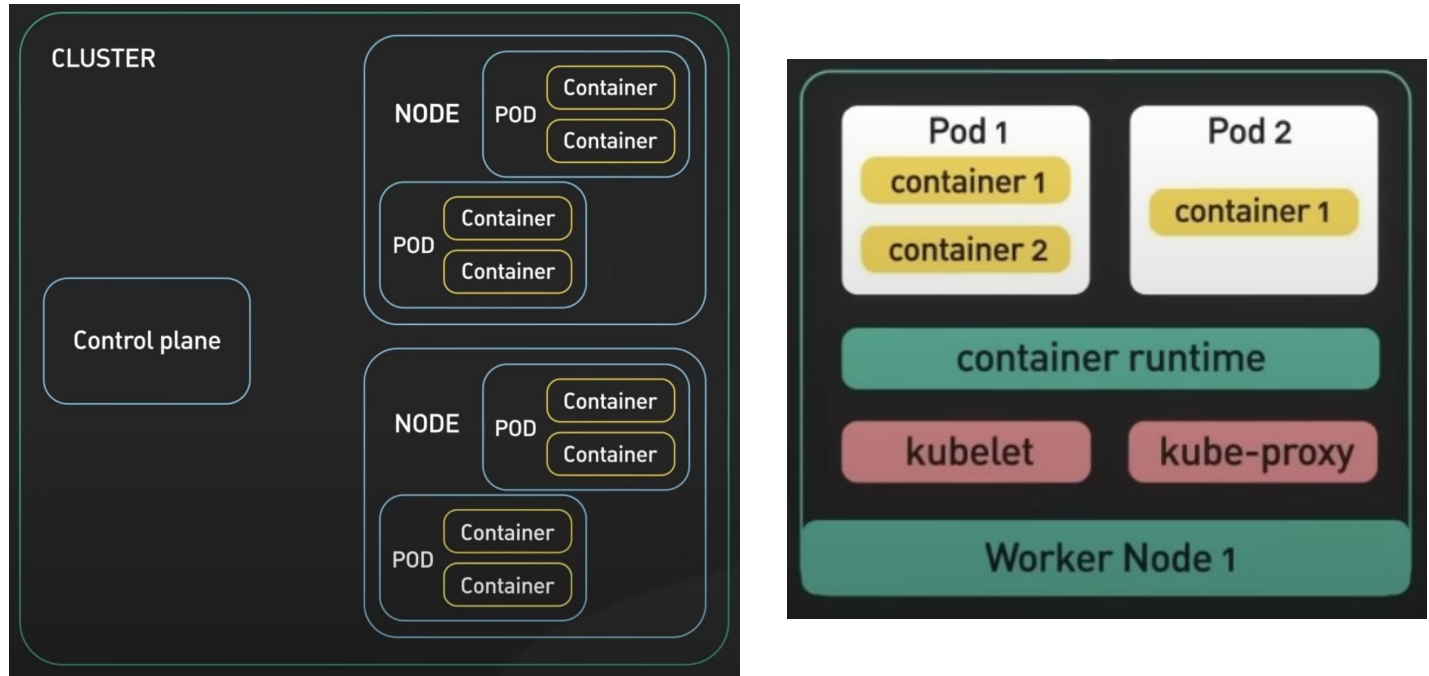 CLUSTER
NODE
POD
Container
Container
POD
Container
Container
Control plane
NODE
POD
Container
Container
POD
Container
Container
Pod 1
container 1
container 2
Pod 2
container 1
container runtime
kubelet
kube-proxy
Worker Node 1